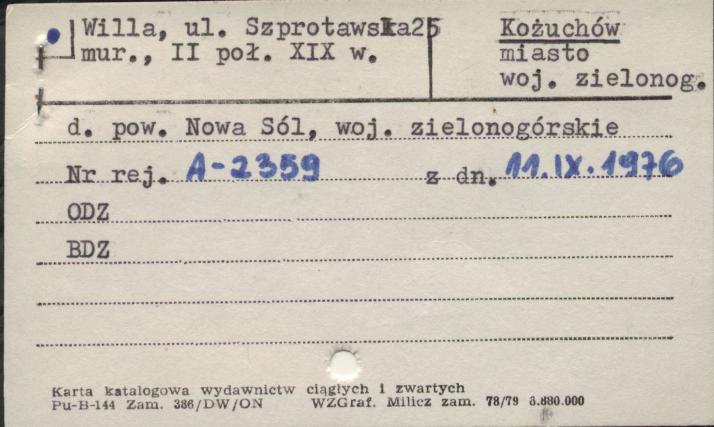 Willa, ul. Szprotawska25
mur., II poł. XIX w.
Kożuchów
miasto
woj. zielonog.
d. pow. Nowa Sól, woj. zielonogórskie
Nr rej. A-2359 z dn. 11.IX.1976
ODZ
BDZ
Karta katalogowa wydawnictw ciągłych i zwartych
Pu-B-144 Zam. 386/DW/ON WZGraf. Milicz zam. 78/79 3.880.000